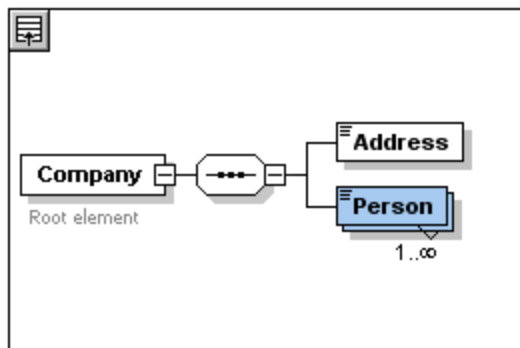 Company
Root element
Address
Person
1..∞